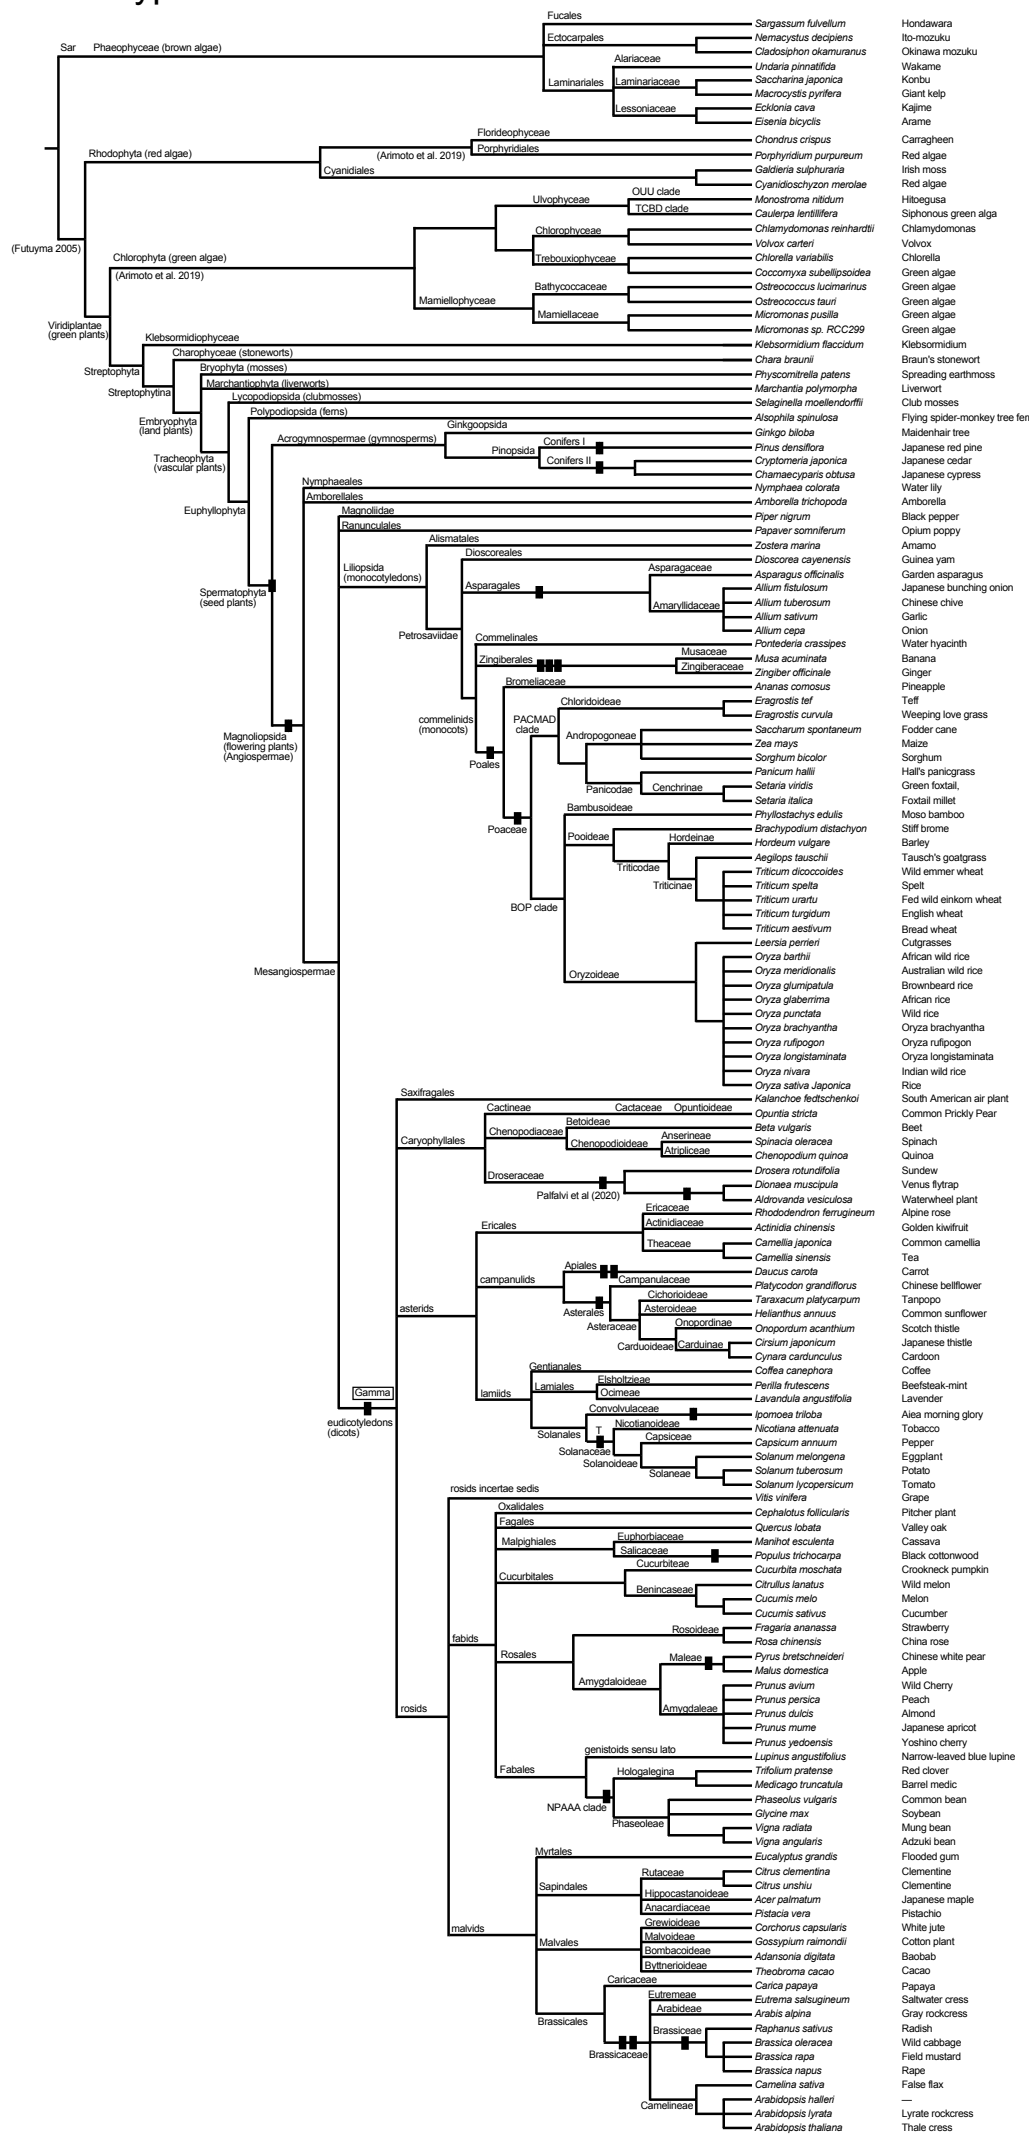 Fucales
Sargassum fulvellum Hondawara
Sar Phaeophyceae (brown algae) Ectocarpales Nemacystus decipiens Ito-mozuku
Cladosiphon okamuranus Okinawa mozuku
Alariaceae Undaria pinnatifida Wakame
Laminariales Laminariaceae Saccharina japonica Konbu
Macrocystis pyrifera Giant kelp
Lessoniaceae Ecklonia cava Kajime
Eisenia bicyclis Arame
Florideophyceae Chondrus crispus Carragheen
Rhodophyta (red algae) (Arimoto et al. 2019) Porphyridiales Porphyridium purpureum Red algae
Cyanidiales Galdieria sulphuraria Irish moss
Cyanidioschyzon merolae Red algae
Ulvophyceae OUU clade Monostroma nitidum Hitoegusa
TCBD clade Caulerpa lentillifera Siphonous green alga
Chlorophyceae Chlamydomonas reinhardtii Chlamydomonas
(Futuyma 2005) Volvox carteri Volvox
Chlorophyta (green algae) Trebouxiophyceae Chlorella variabilis Chlorella
(Arimoto et al. 2019) Coccomyxa subellipsoidea Green algae
Bathycoccaceae Ostreococcus lucimarinus Green algae
Mamiellophyceae Ostreococcus tauri Green algae
Mamiellaceae Micromonas pusilla Green algae
Viridiplantae
(green plants) Micromonas sp. RCC299 Green algae
Klebsormidiophyceae Klebsormidium flaccidum Klebsormidium
Streptophyta Charophyceae (stoneworts) Chara braunii Braun's stonewort
Bryophyta (mosses) Physcomitrella patens Spreading earthmoss
Streptophytina Marchantiophyta (liverworts) Marchantia polymorpha Liverwort
Lycopodiopsida (clubmosses) Selaginella moellendorffii Club mosses
Embryophyta
(land plants) Polypodiopsida (ferns) Alsophila spinulosa Flying spider-monkey tree fern
Ginkgoopsida Ginkgo biloba Maidenhair tree
Acrogymnospermae (gymnosperms) Pinopsida Conifers I Pinus densiflora Japanese red pine
Tracheophyta
(vascular plants) Conifers II Cryptomeria japonica Japanese cedar
Chamaecyparis obtusa Japanese cypress
Nymphaeales Nymphaea colorata Water lily
Amborellales Amborella trichopoda Amborella
Euphyllophyta Magnoliidae Piper nigrum Black pepper
Ranunculales Papaver somniferum Opium poppy
Alismatales Zostera marina Amamo
Dioscoreales Dioscorea cayenensis Guinea yam
Liliopsida
(monocotyledons) Asparagaceae Asparagus officinalis Garden asparagus
Spermatophyta
(seed plants) Asparagales Allium fistulosum Japanese bunching onion
Amaryllidaceae Allium tuberosum Chinese chive
Allium sativum Garlic
Petrosaviidae Allium cepa Onion
Commelinales Pontederia crassipes Water hyacinth
Zingiberales Musaceae Musa acuminata Banana
Zingiberaceae Zingiber officinale Ginger
Bromeliaceae Ananas comosus Pineapple
Chloridoideae Eragrostis tef Teff
commelinids
(monocots) PACMAD
clade Eragrostis curvula Weeping love grass
Magnoliopsida
(flowering plants)
(Angiospermae) Andropogoneae Saccharum spontaneum Fodder cane
Zea mays Maize
Poales Sorghum bicolor Sorghum
Panicum hallii Hall's panicgrass
Panicodae Cenchrinae Setaria viridis Green foxtail,
Setaria italica Foxtail millet
Poaceae Bambusoideae Phyllostachys edulis Moso bamboo
Pooideae Brachypodium distachyon Stiff brome
Hordeinae Hordeum vulgare Barley
Triticodae Aegilops tauschii Tausch's goatgrass
Triticinae Triticum dicoccoides Wild emmer wheat
Triticum spelta Spelt
BOP clade Triticum urartu Fed wild einkorn wheat
Triticum turgidum English wheat
Triticum aestivum Bread wheat
Leersia perrieri Cutgrasses
Oryza barthii African wild rice
Mesangiospermae Oryzoideae Oryza meridionalis Australian wild rice
Oryza glumipatula Brownbeard rice
Oryza glaberrima African rice
Oryza punctata Wild rice
Oryza brachyantha Oryza brachyantha
Oryza rufipogon Oryza rufipogon
Oryza longistaminata Oryza longistaminata
Oryza nivara Indian wild rice
Oryza sativa Japonica Rice
Saxifragales Kalanchoe fedtschenkoi South American air plant
Cactineae Cactaceae Opuntioideae Opuntia stricta Common Prickly Pear
Caryophyllales Chenopodiaceae Betoideae Beta vulgaris Beet
Chenopodioideae Anserineae Spinacia oleracea Spinach
Atripliceae Chenopodium quinoa Quinoa
Droseraceae Drosera rotundifolia Sundew
Palfalvi et al (2020) Dionaea muscipula Venus flytrap
Aldrovanda vesiculosa Waterwheel plant
Ericales Ericaceae Rhododendron ferrugineum Alpine rose
Actinidiaceae Actinidia chinensis Golden kiwifruit
Theaceae Camellia japonica Common camellia
Camellia sinensis Tea
campanulids Apiales Daucus carota Carrot
Campanulaceae Platycodon grandiflorus Chinese bellflower
asterids Asterales Cichorioideae Taraxacum platycarpum Tanpopo
Asteraceae Asteroideae Helianthus annuus Common sunflower
Onopordinae Onopordum acanthium Scotch thistle
Carduoideae Carduinae Cirsium japonicum Japanese thistle
Cynara cardunculus Cardoon
Gentianales Coffea canephora Coffee
lamiids Lamiales Elsholtzieae Perilla frutescens Beefsteak-mint
Gamma Ocimeae Lavandula angustifolia Lavender
eudicotyledons
(dicots) Convolvulaceae Ipomoea triloba Aiea morning glory
Solanales T Nicotianoideae Nicotiana attenuata Tobacco
Solanaceae Capsiceae Capsicum annuum Pepper
Solanoideae Solanum melongena Eggplant
Solaneae Solanum tuberosum Potato
Solanum lycopersicum Tomato
rosids incertae sedis Vitis vinifera Grape
Oxalidales Cephalotus follicularis Pitcher plant
Fagales Quercus lobata Valley oak
Malpighiales Euphorbiaceae Manihot esculenta Cassava
Salicaceae Populus trichocarpa Black cottonwood
Cucurbitales Cucurbiteae Cucurbita moschata Crookneck pumpkin
Benincaseae Citrullus lanatus Wild melon
Cucumis melo Melon
Cucumis sativus Cucumber
fabids Rosoideae Fragaria ananassa Strawberry
Rosales Rosa chinensis China rose
Maleae Pyrus bretschneideri Chinese white pear
Amygdaloideae Malus domestica Apple
Prunus avium Wild Cherry
rosids Amygdaleae Prunus persica Peach
Prunus dulcis Almond
Prunus mume Japanese apricot
Prunus yedoensis Yoshino cherry
genistoids sensu lato Lupinus angustifolius Narrow-leaved blue lupine
Fabales Hologalegina Trifolium pratense Red clover
Medicago truncatula Barrel medic
NPAAA clade Phaseolus vulgaris Common bean
Phaseoleae Glycine max Soybean
Vigna radiata Mung bean
Vigna angularis Adzuki bean
Myrtales Eucalyptus grandis Flooded gum
Sapindales Rutaceae Citrus clementina Clementine
Citrus unshiu Clementine
Hippocastanoideae Acer palmatum Japanese maple
Anacardiaceae Pistacia vera Pistachio
malvids Grewioideae Corchorus capsularis White jute
Malvales Malvoideae Gossypium raimondii Cotton plant
Bombacoideae Adansonia digitata Baobab
Byttnerioideae Theobroma cacao Cacao
Caricaceae Carica papaya Papaya
Brassicales Eutremeae Eutrema salsugineum Saltwater cress
Arabideae Arabis alpina Gray rockcress
Brassicaceae Brassiceae Raphanus sativus Radish
Brassica oleracea Wild cabbage
Brassica rapa Field mustard
Brassica napus Rape
Camelineae Camelina sativa False flax
Arabidopsis halleri —
Arabidopsis lyrata Lyrate rockcress
Arabidopsis thaliana Thale cress